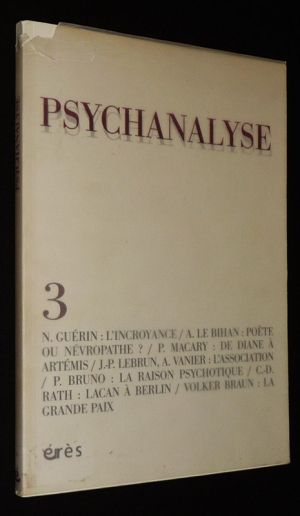 PSYCHANALYSE
PSYCHANALYSE
3
N. GUÉRIN : L'INCROYANCE / A. LE BIHAN : POÈTE
OU NÉVROPATHE ? / P. MACARY : DE DIANE À
ARTÉMIS / J.-P. LEBRUN, A. VANIER : L'ASSOCIATION
/ P. BRUNO : LA RAISON PSYCHOTIQUE / C.-D.
RATH : LACAN À BERLIN / VOLKER BRAUN : LA
GRANDE PAIX
érès